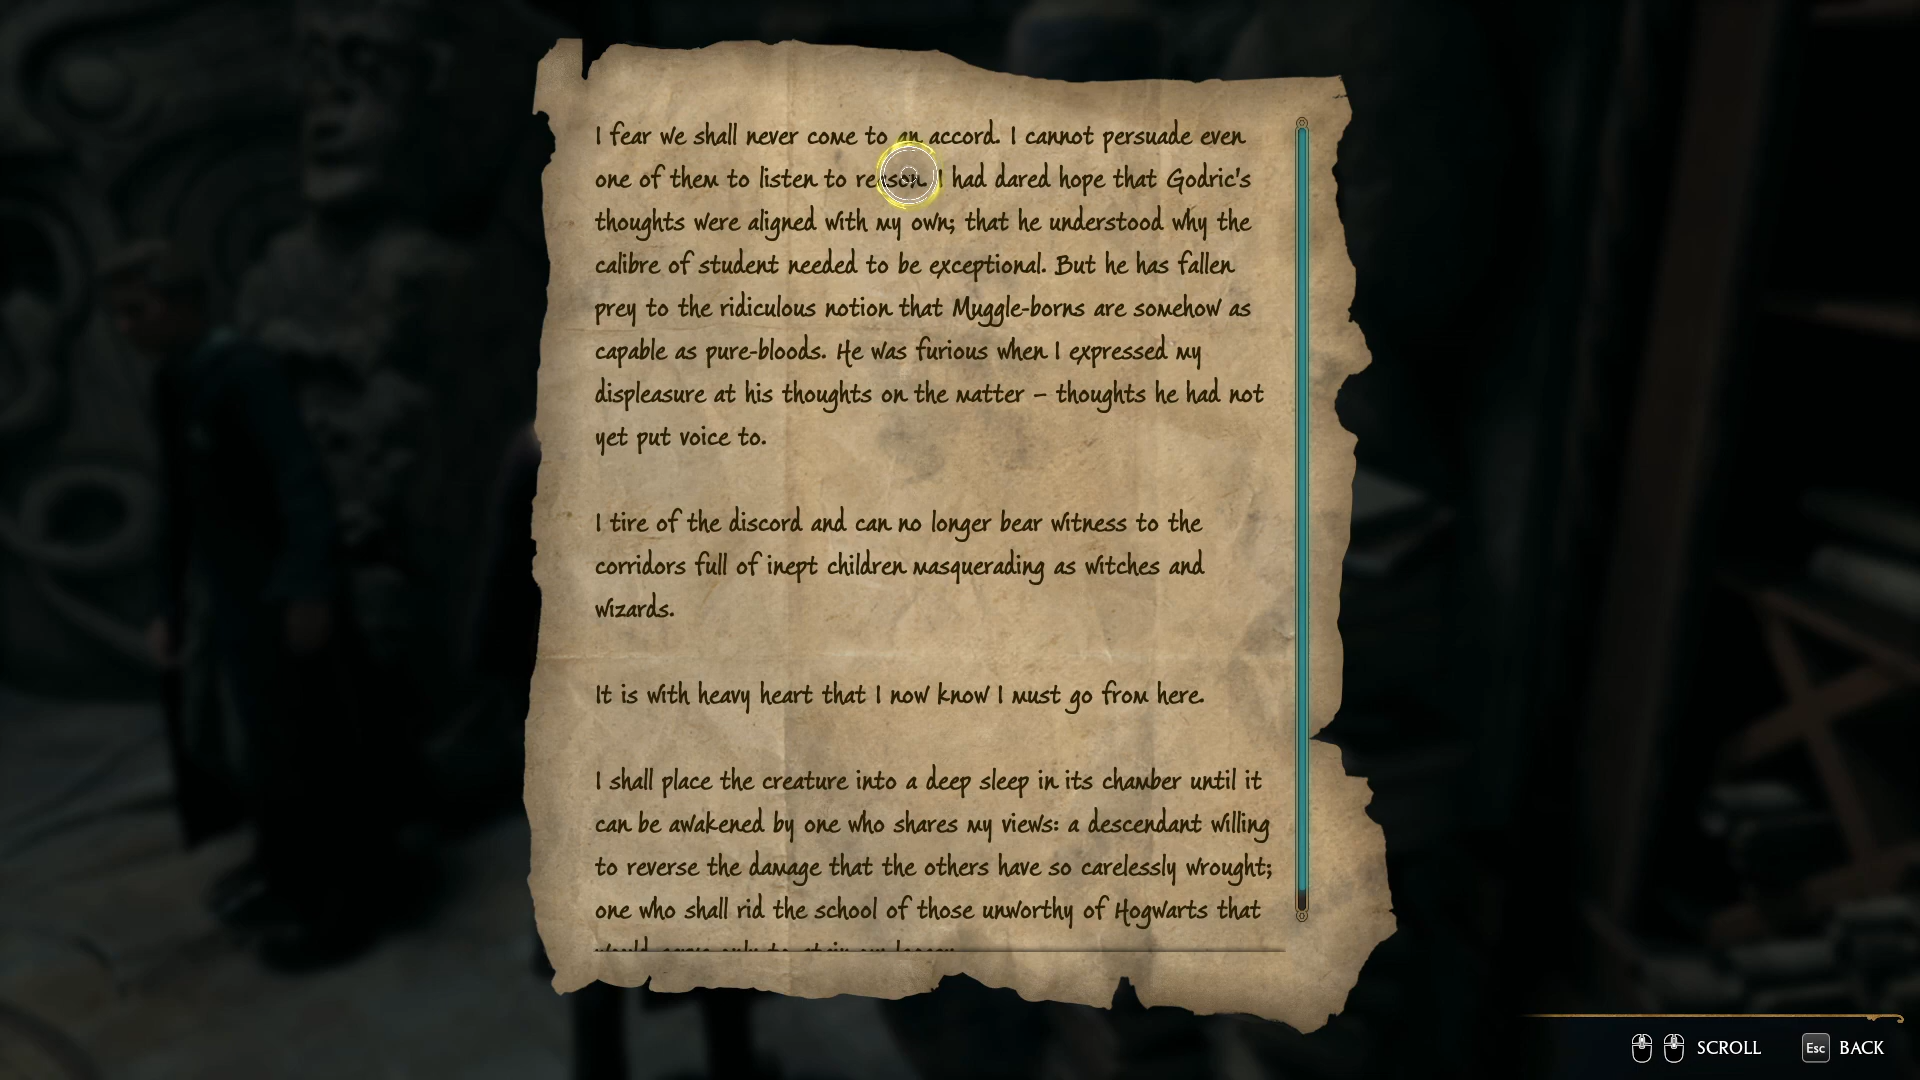 I fear we shall never come to an accord. I cannot persuade even
one of them to listen to reason. I had dared hope that Godric's
thoughts were aligned with my own; that he understood why the
calibre of student needed to be exceptional. But he has fallen
prey to the ridiculous notion that Muggle-borns are somehow as
capable as pure-bloods. He was furious when I expressed my
displeasure at his thoughts on the matter – thoughts he had not
yet put voice to.
I tire of the discord and can no longer bear witness to the
corridors full of inept children masquerading as witches and
wizards.
It is with heavy heart that I now know I must go from here.
I shall place the creature into a deep sleep in its chamber until it
can be awakened by one who shares my views: a descendant willing
to reverse the damage that the others have so carelessly wrought;
one who shall rid the school of those unworthy of Hogwarts that
would serve only to
SCROLL
Esc BACK